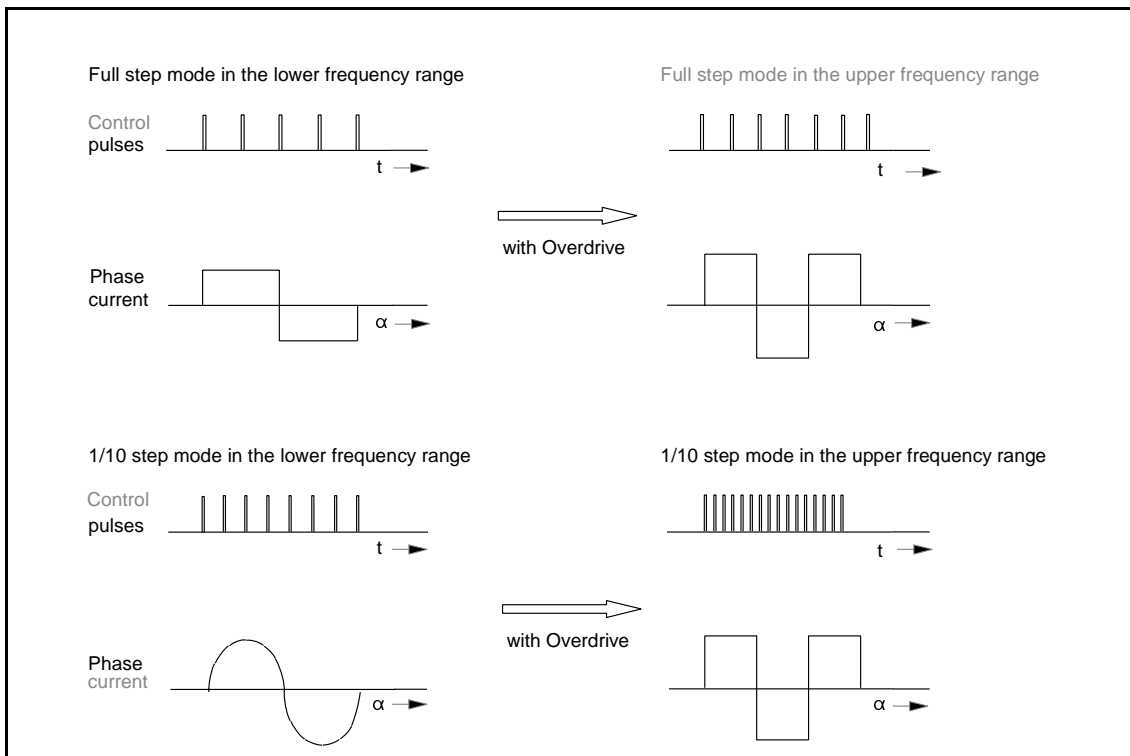 Full step mode in the lower frequency range
Full step mode in the upper frequency range
Control
pulses
t
t
with Overdrive
Phase
current
α
α
1/10 step mode in the lower frequency range
1/10 step mode in the upper frequency range
Control
pulses
t
t
with Overdrive
Phase
current
α
α